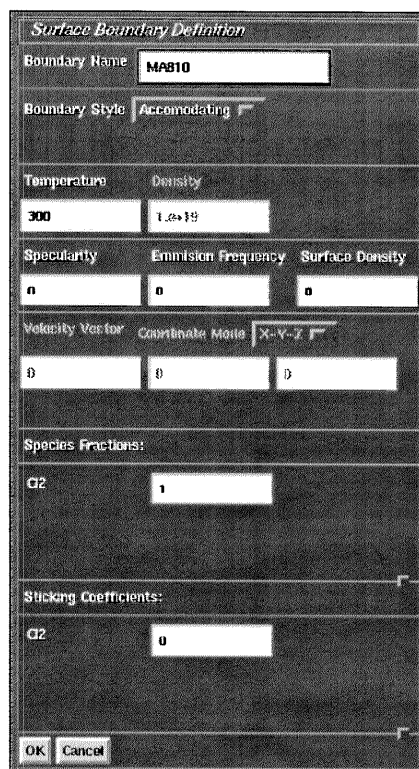 Surface Boundary Definition
Boundary Name MA810
Boundary Style Accomodating
Temperature Density
300 1.e+19
Specularity Emmision Frequency Surface Density
0 0 0
Velocity Vector Coordinate Mode X-Y-Z
0 0 0
Species Fractions:
Cl2 1
Sticking Coefficients:
Cl2 0
OK Cancel